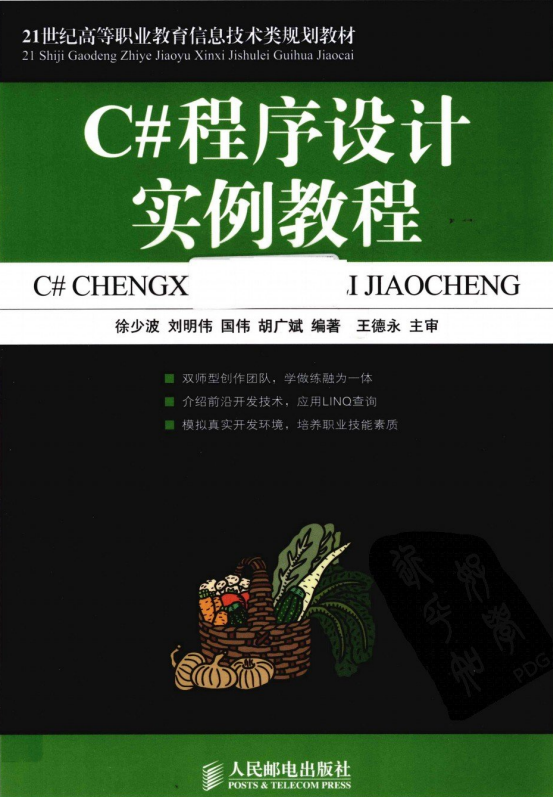 21世纪高等职业教育信息技术类规划教材
21 Shiji Gaodeng Zhiye Jiaoyu Xinxi Jishulei Guihua Jiaocai
C#程序设计
实例教程
C# CHENGX
I JIAOCHENG
徐少波 刘明伟 国伟 胡广斌 编著 王德永 主审
双师型创作团队，学做练融为一体
介绍前沿开发技术，应用LINQ查询
模拟真实开发环境，培养职业技能素质
PDG
人民邮电出版社
POSTS & TELECOM PRESS